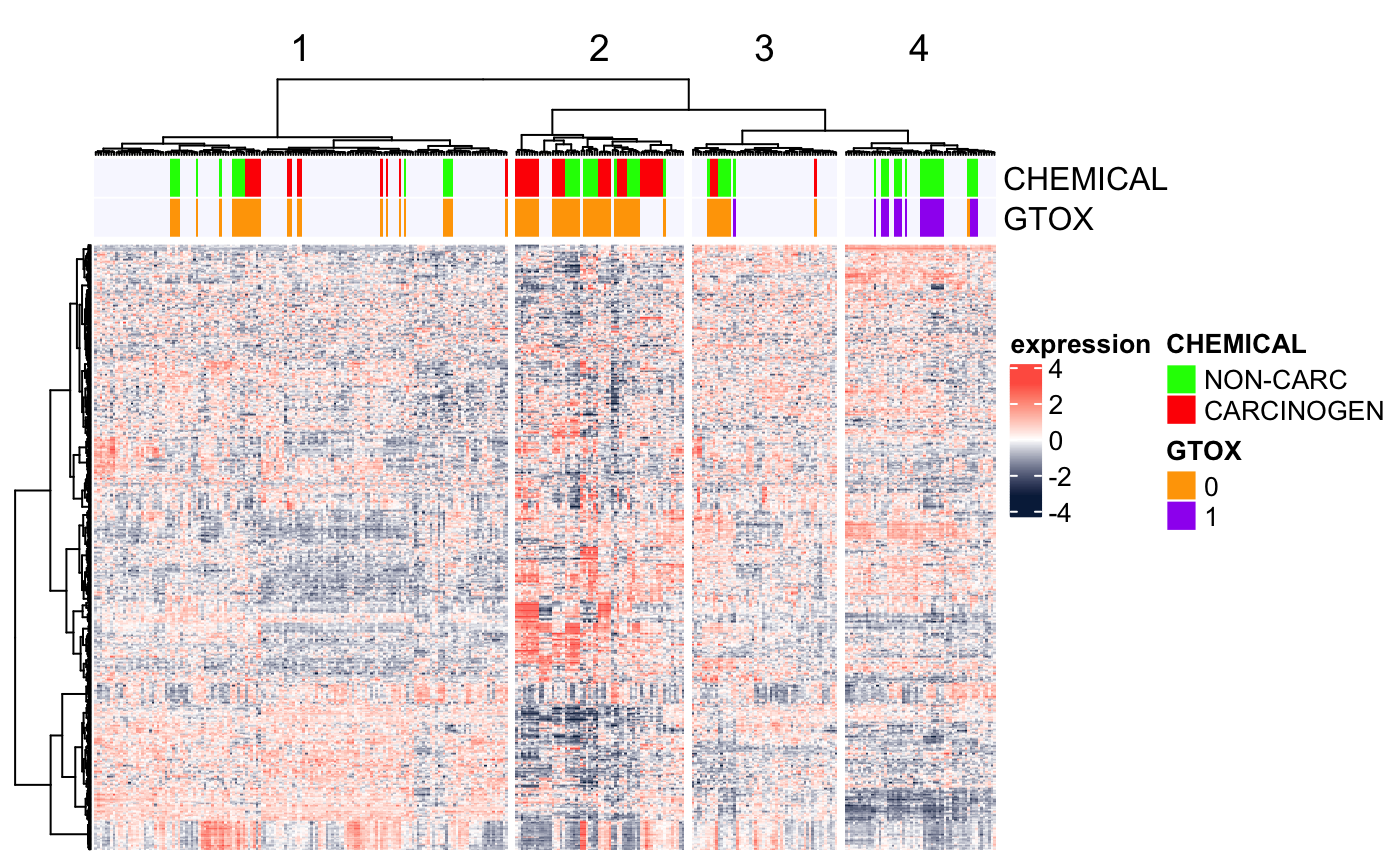 1 2 3 4
CHEMICAL
GTOX
expression
4
2
0
-2
-4
CHEMICAL
NON-CARC
CARCINOGEN
GTOX
0
1